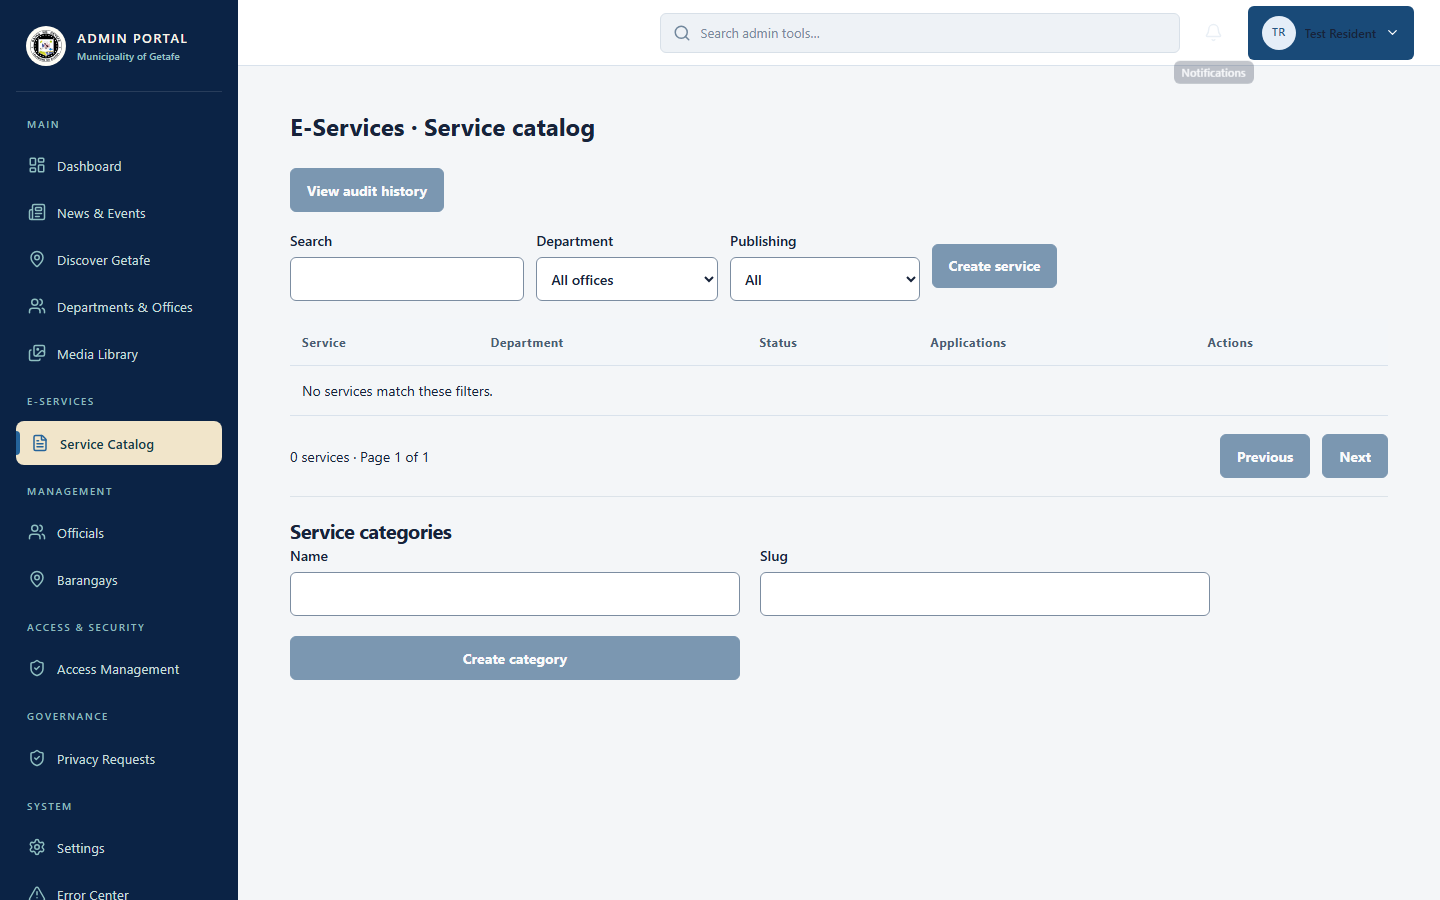 ADMIN PORTAL
Municipality of Getafe
Search admin tools...
TR
Test Resident
Notifications
MAIN
Dashboard
News & Events
Discover Getafe
Departments & Offices
Media Library
E-SERVICES
Service Catalog
MANAGEMENT
Officials
Barangays
ACCESS & SECURITY
Access Management
GOVERNANCE
Privacy Requests
SYSTEM
Settings
Error Center
E-Services · Service catalog
View audit history
Search
Department
Publishing
All offices
All
Create service
Service
Department
Status
Applications
Actions
No services match these filters.
0 services · Page 1 of 1
Previous
Next
Service categories
Name
Slug
Create category